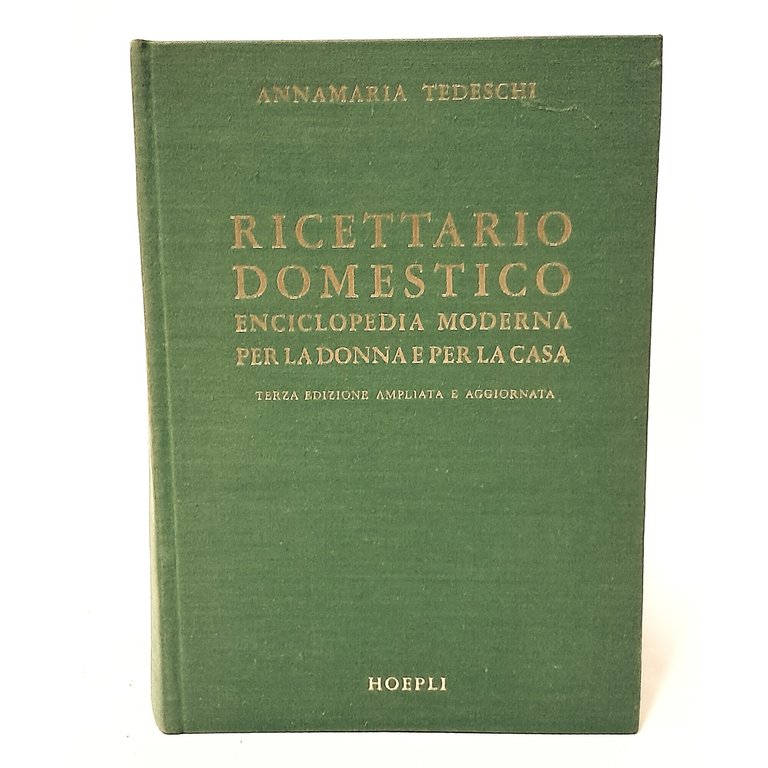 ANNAMARIA TEDESCHI
RICETTARIO
DOMESTICO
ENCICLOPEDIA MODERNA
PER LA DONNA E PER LA CASA
TERZA EDIZIONE AMPLIATA E AGGIORNATA
HOEPLI